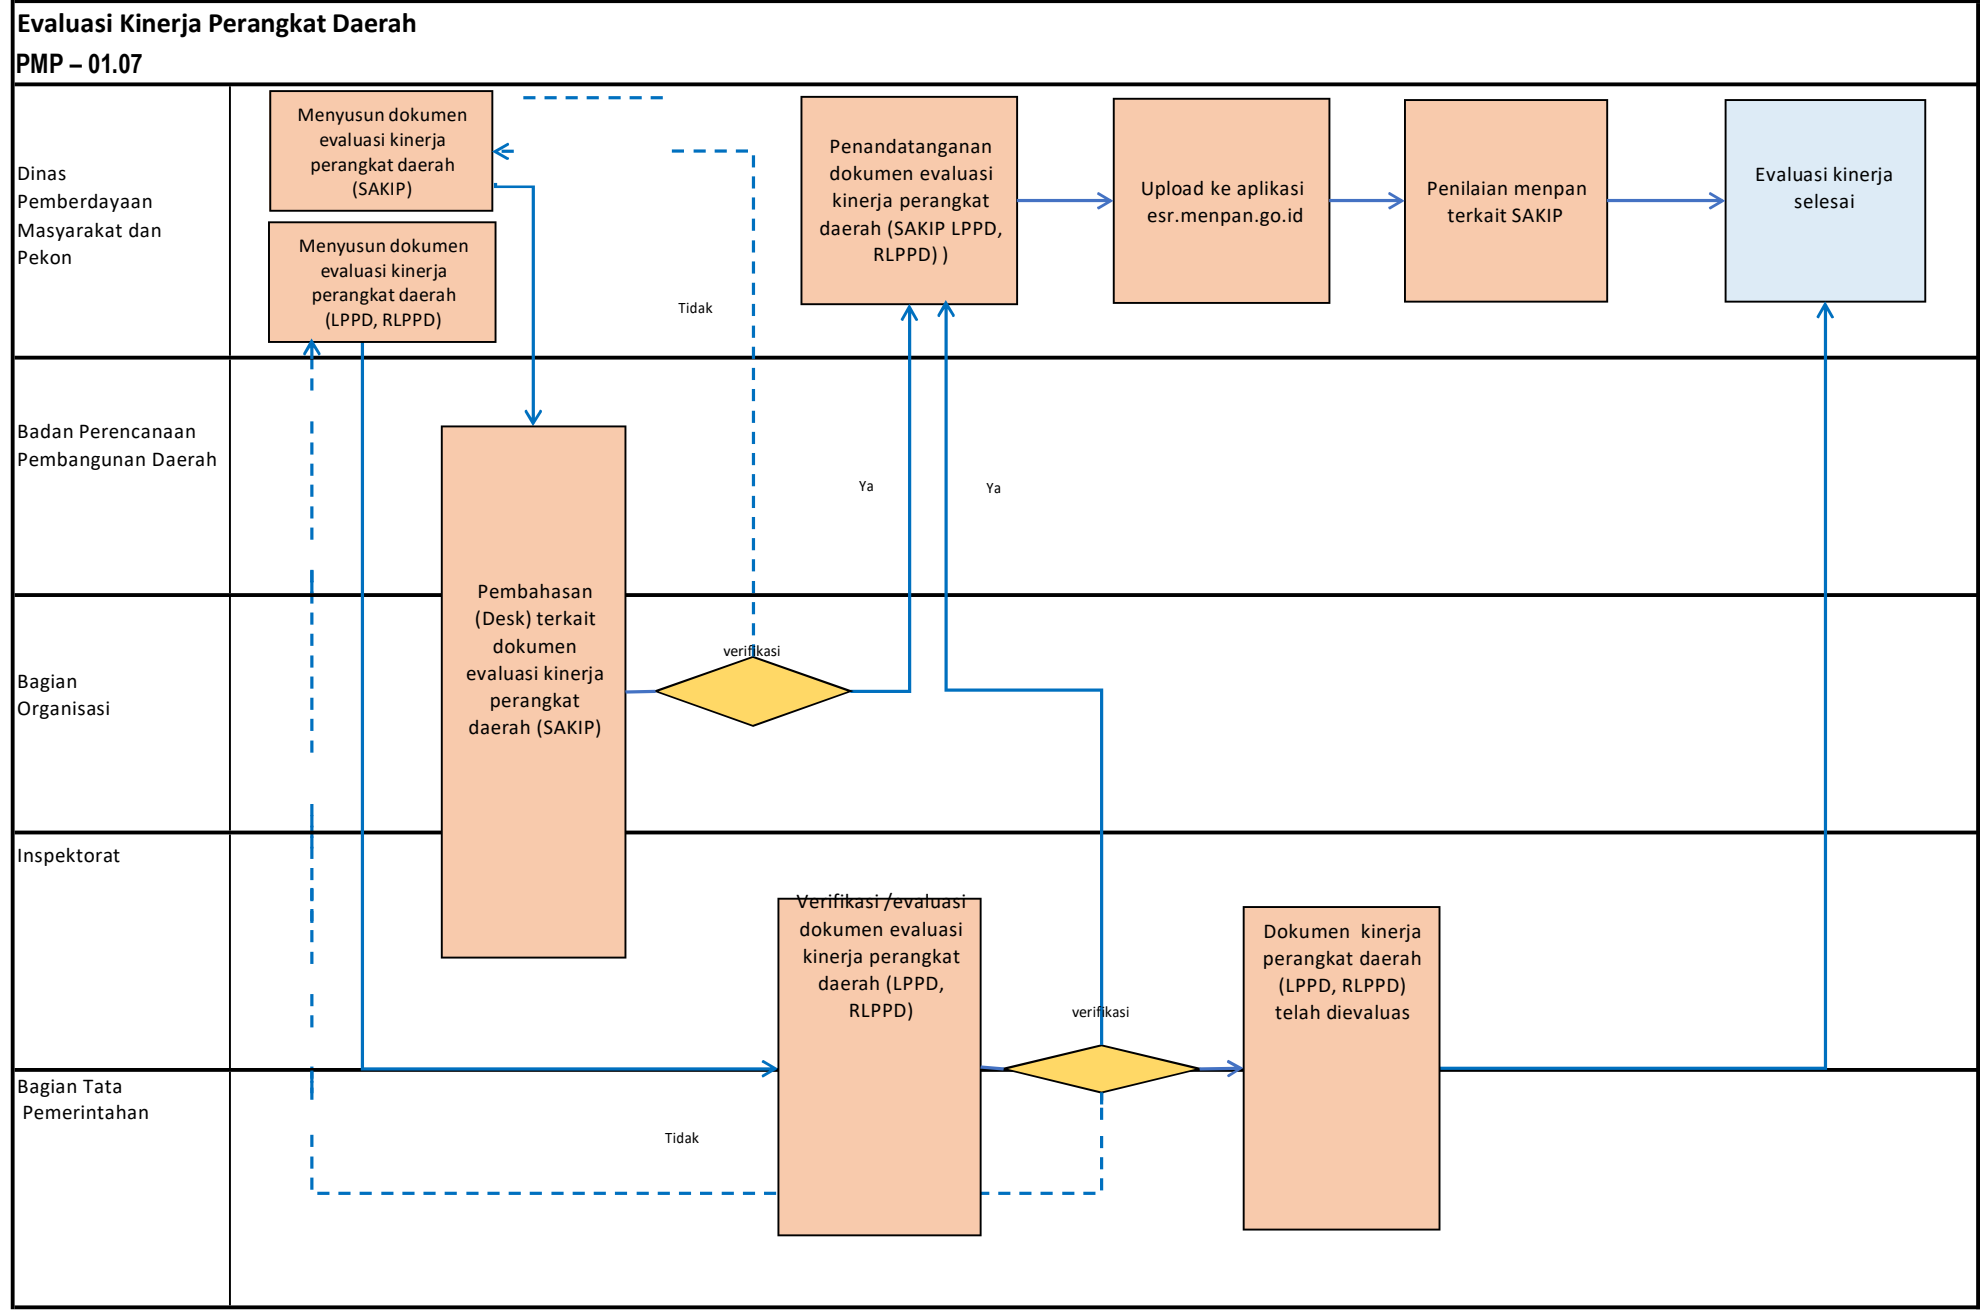 Evaluasi Kinerja Perangkat Daerah
PMP – 01.07
Dinas
Pemberdayaan
Masyarakat dan
Pekon
Menyusun dokumen
evaluasi kinerja
perangkat daerah
(SAKIP)
Menyusun dokumen
evaluasi kinerja
perangkat daerah
(LPPD, RLPPD)
Tidak
Penandatanganan
dokumen evaluasi
kinerja perangkat
daerah (SAKIP LPPD,
RLPPD) )
Upload ke aplikasi
esr.menpan.go.id
Penilaian menpan
terkait SAKIP
Evaluasi kinerja
selesai
Badan Perencanaan
Pembangunan Daerah
Ya
Ya
Pembahasan
(Desk) terkait
dokumen
evaluasi kinerja
perangkat
daerah (SAKIP)
verifikasi
Bagian
Organisasi
Inspektorat
Verifikasi /evaluasi
dokumen evaluasi
kinerja perangkat
daerah (LPPD,
RLPPD)
verifikasi
Dokumen  kinerja
perangkat daerah
(LPPD, RLPPD)
telah dievaluas
Bagian Tata
Pemerintahan
Tidak